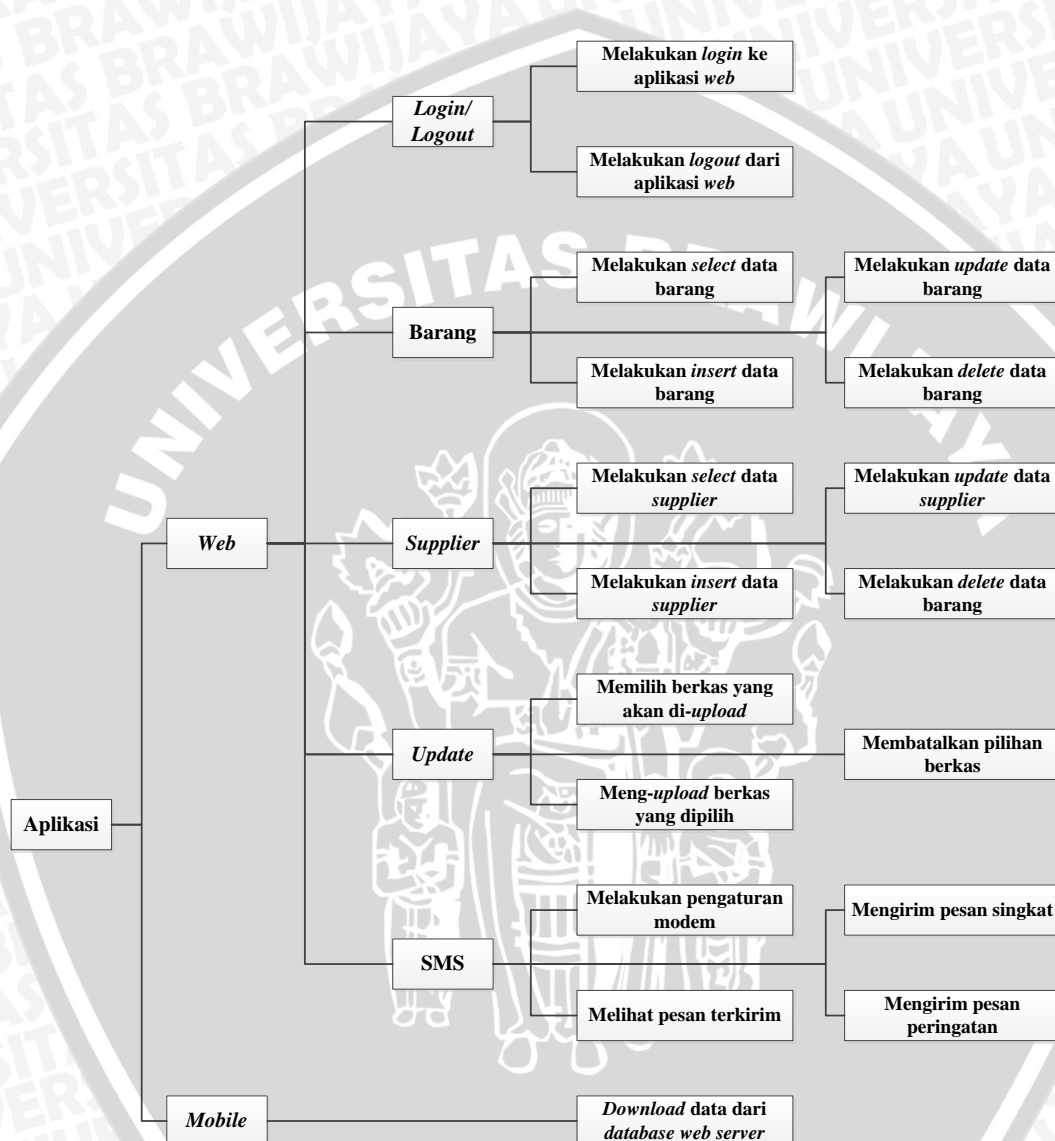 Melakukan login ke
aplikasi web
Login/
Logout
Melakukan logout dari
aplikasi web
Melakukan select data
barang
Melakukan update data
barang
Barang
Melakukan insert data
barang
Melakukan delete data
barang
Melakukan select data
supplier
Melakukan update data
supplier
Web
Supplier
Melakukan insert data
supplier
Melakukan delete data
barang
Memilih berkas yang
akan di-upload
Update
Membatalkan pilihan
berkas
Meng-upload berkas
yang dipilih
Aplikasi
Melakukan pengaturan
modem
Mengirim pesan singkat
SMS
Melihat pesan terkirim
Mengirim pesan
peringatan
Mobile
Download data dari
database web server
UNIVERSITAS BRAWIJAYA